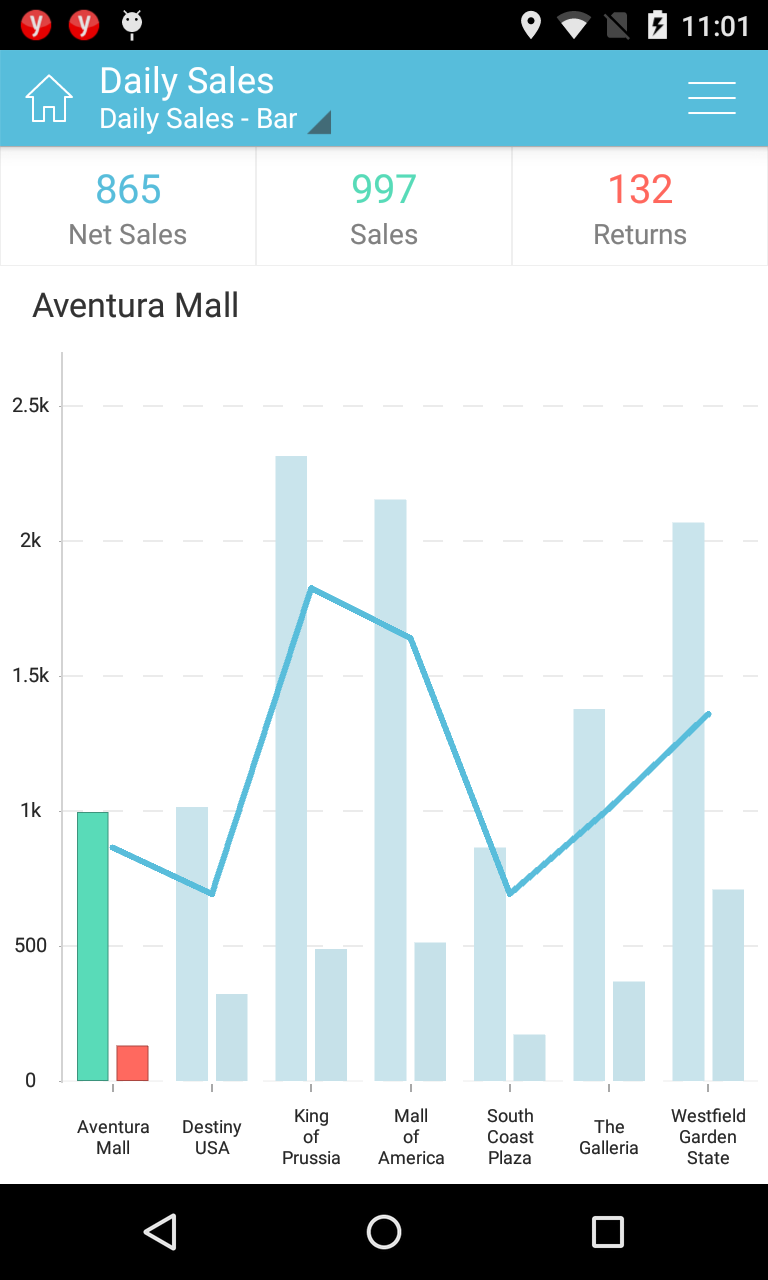 y y 11:01
Daily Sales
Daily Sales - Bar
865 997 132
Net Sales Sales Returns
Aventura Mall
2.5k
2k
1.5k
1k
500
0
Aventura Mall
Destiny USA
King of Prussia
Mall of America
South Coast Plaza
The Galleria
Westfield Garden State